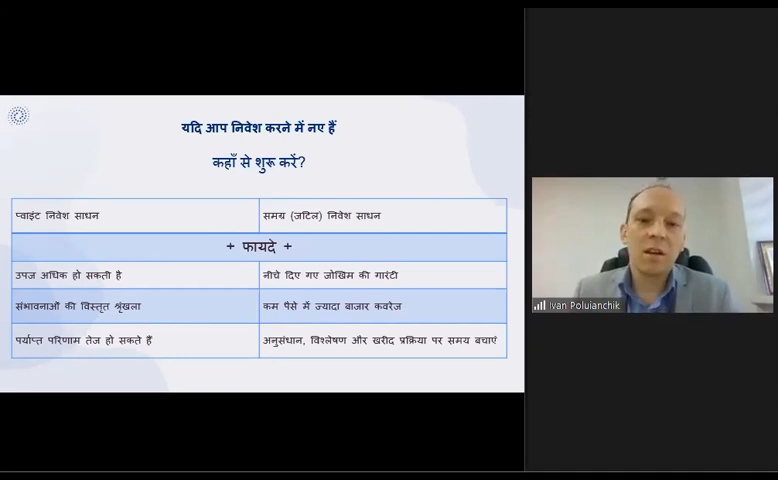 यदि आप निवेश करने में नए हैं
कहाँ से शुरू करें?
प्वाइंट निवेश साधन
समग्र (जटिल) निवेश साधन
+ फायदे +
उपज अधिक हो सकती है
नीचे दिए गए जोखिम की गारंटी
संभावनाओं की विस्तृत श्रृंखला
कम पैसे में ज्यादा बाजार कवरेज
पर्याप्त परिणाम तेज हो सकते हैं
अनुसंधान, विश्लेषण और खरीद प्रक्रिया पर समय बचाएं
Ivan Poluianchik